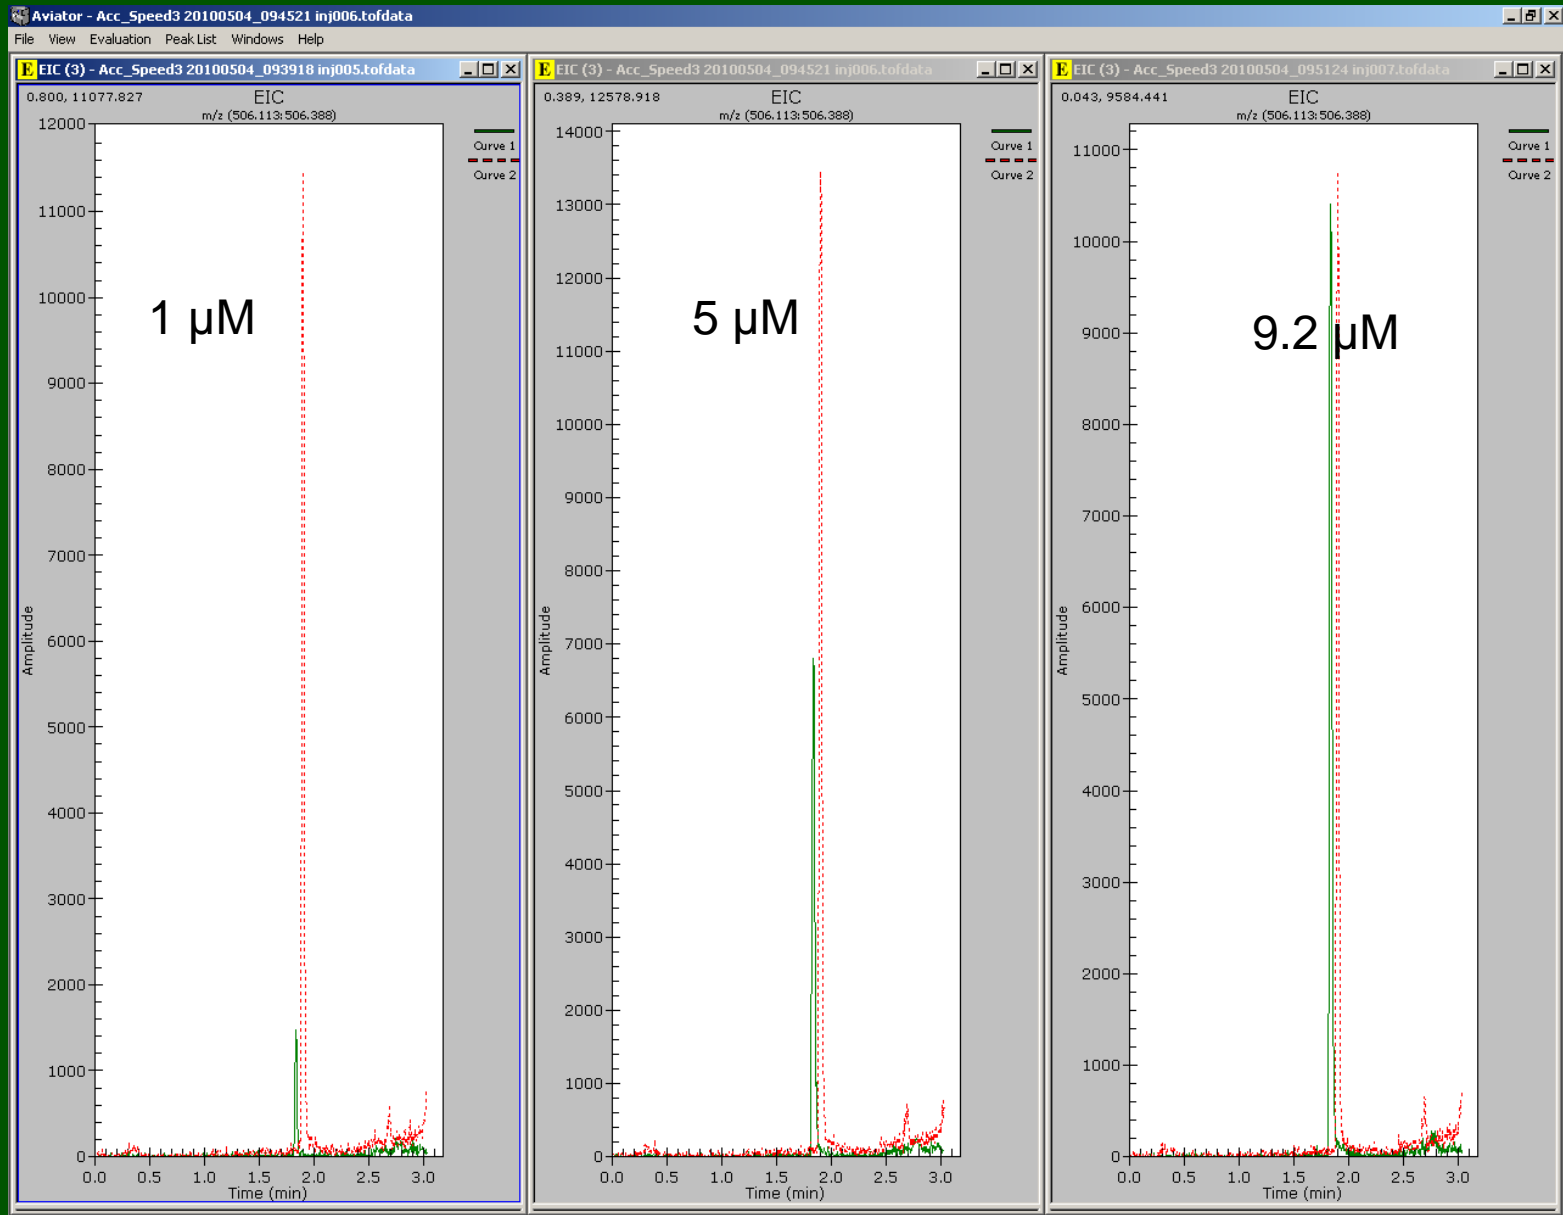 Aviator - Acc_Speed3 20100504_094521 inj006.tofdata
File View Evaluation Peak List Windows Help
E EIC (3) - Acc_Speed3 20100504_093918 inj005.tofdata
0.800, 11077.827
EIC
m/z (506.113:506.388)
Curve 1
Curve 2
1 µM
12000
11000
10000
9000
8000
7000
6000
5000
4000
3000
2000
1000
0
Amplitude
0.0 0.5 1.0 1.5 2.0 2.5 3.0
Time (min)
E EIC (3) - Acc_Speed3 20100504_094521 inj006.tofdata
0.389, 12578.918
EIC
m/z (506.113:506.388)
Curve 1
Curve 2
5 µM
14000
13000
12000
11000
10000
9000
8000
7000
6000
5000
4000
3000
2000
1000
0
Amplitude
0.0 0.5 1.0 1.5 2.0 2.5 3.0
Time (min)
E EIC (3) - Acc_Speed3 20100504_095124 inj007.tofdata
0.043, 9584.441
EIC
m/z (506.113:506.388)
Curve 1
Curve 2
9.2 µM
11000
10000
9000
8000
7000
6000
5000
4000
3000
2000
1000
0
Amplitude
0.0 0.5 1.0 1.5 2.0 2.5 3.0
Time (min)